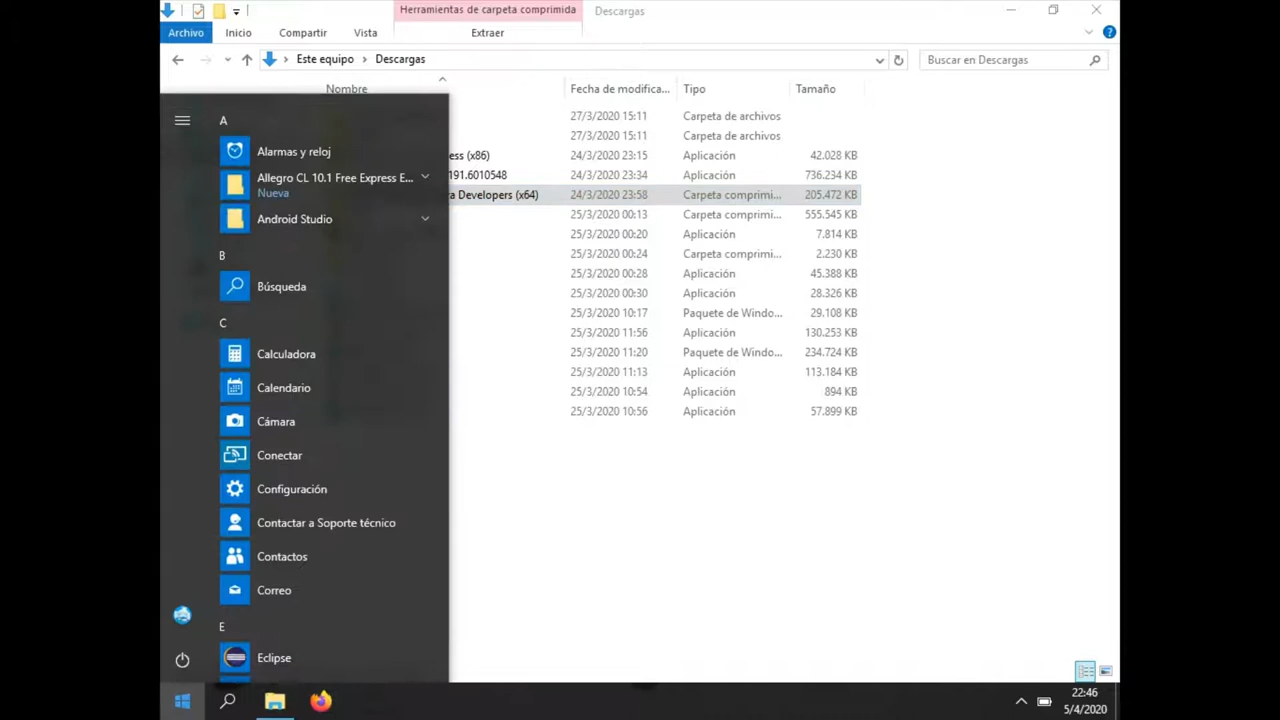 Herramientas de carpeta comprimida
Descargas
Archivo
Inicio
Compartir
Vista
Extraer
Este equipo
Descargas
Buscar en Descargas
Nombre
Fecha de modifica...
Tipo
Tamaño
27/3/2020 15:11 Carpeta de archivos
27/3/2020 15:11 Carpeta de archivos
ess (x86) 24/3/2020 23:15 Aplicación 42.028 KB
191.6010548 24/3/2020 23:34 Aplicación 736.234 KB
a Developers (x64) 24/3/2020 23:58 Carpeta comprimi... 205.472 KB
25/3/2020 00:13 Carpeta comprimi... 555.545 KB
25/3/2020 00:20 Aplicación 7.814 KB
25/3/2020 00:24 Carpeta comprimi... 2.230 KB
25/3/2020 00:28 Aplicación 45.388 KB
25/3/2020 00:30 Aplicación 28.326 KB
25/3/2020 10:17 Paquete de Windo... 29.108 KB
25/3/2020 11:56 Aplicación 130.253 KB
25/3/2020 11:20 Paquete de Windo... 234.724 KB
25/3/2020 11:13 Aplicación 113.184 KB
25/3/2020 10:54 Aplicación 894 KB
25/3/2020 10:56 Aplicación 57.899 KB
A
Alarmas y reloj
Allegro CL 10.1 Free Express E...
Nueva
Android Studio
B
Búsqueda
C
Calculadora
Calendario
Cámara
Conectar
Configuración
Contactar a Soporte técnico
Contactos
Correo
E
Eclipse
22:46
5/4/2020